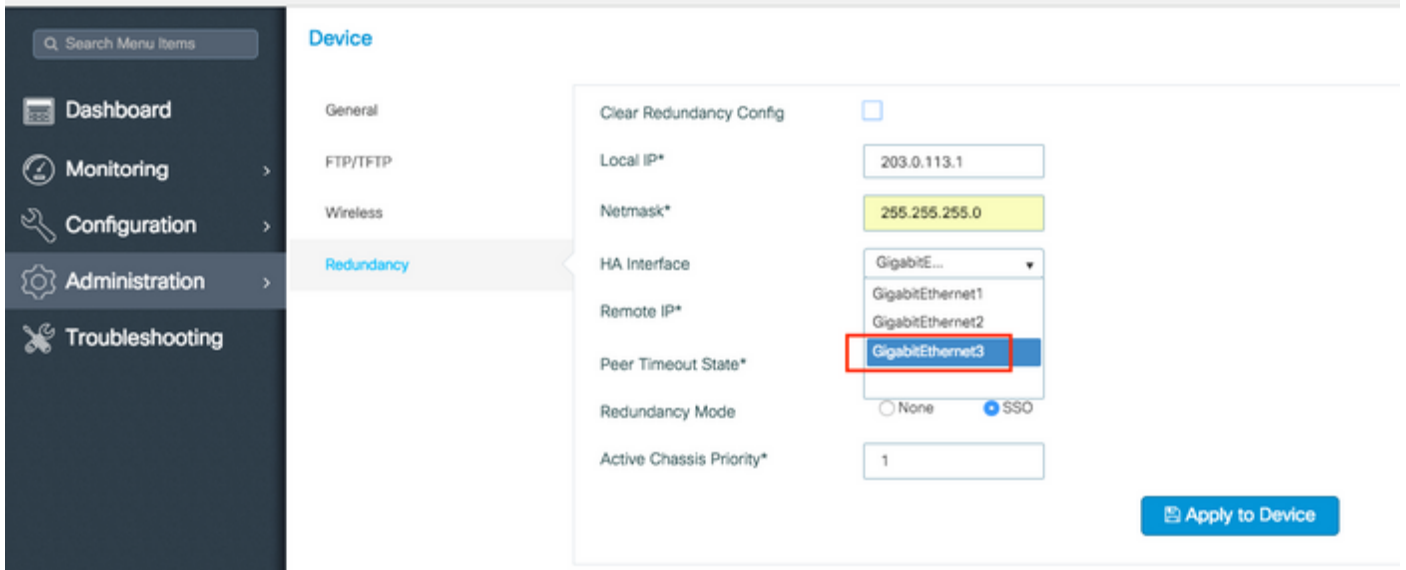 Search Menu Items
Dashboard
Monitoring
Configuration
Administration
Troubleshooting
Device
General
FTP/TFTP
Wireless
Redundancy
Clear Redundancy Config
Local IP*
203.0.113.1
Netmask*
255.255.255.0
HA Interface
GigabitE...
GigabitEthernet1
GigabitEthernet2
GigabitEthernet3
Remote IP*
Peer Timeout State*
Redundancy Mode
None SSO
Active Chassis Priority*
1
Apply to Device